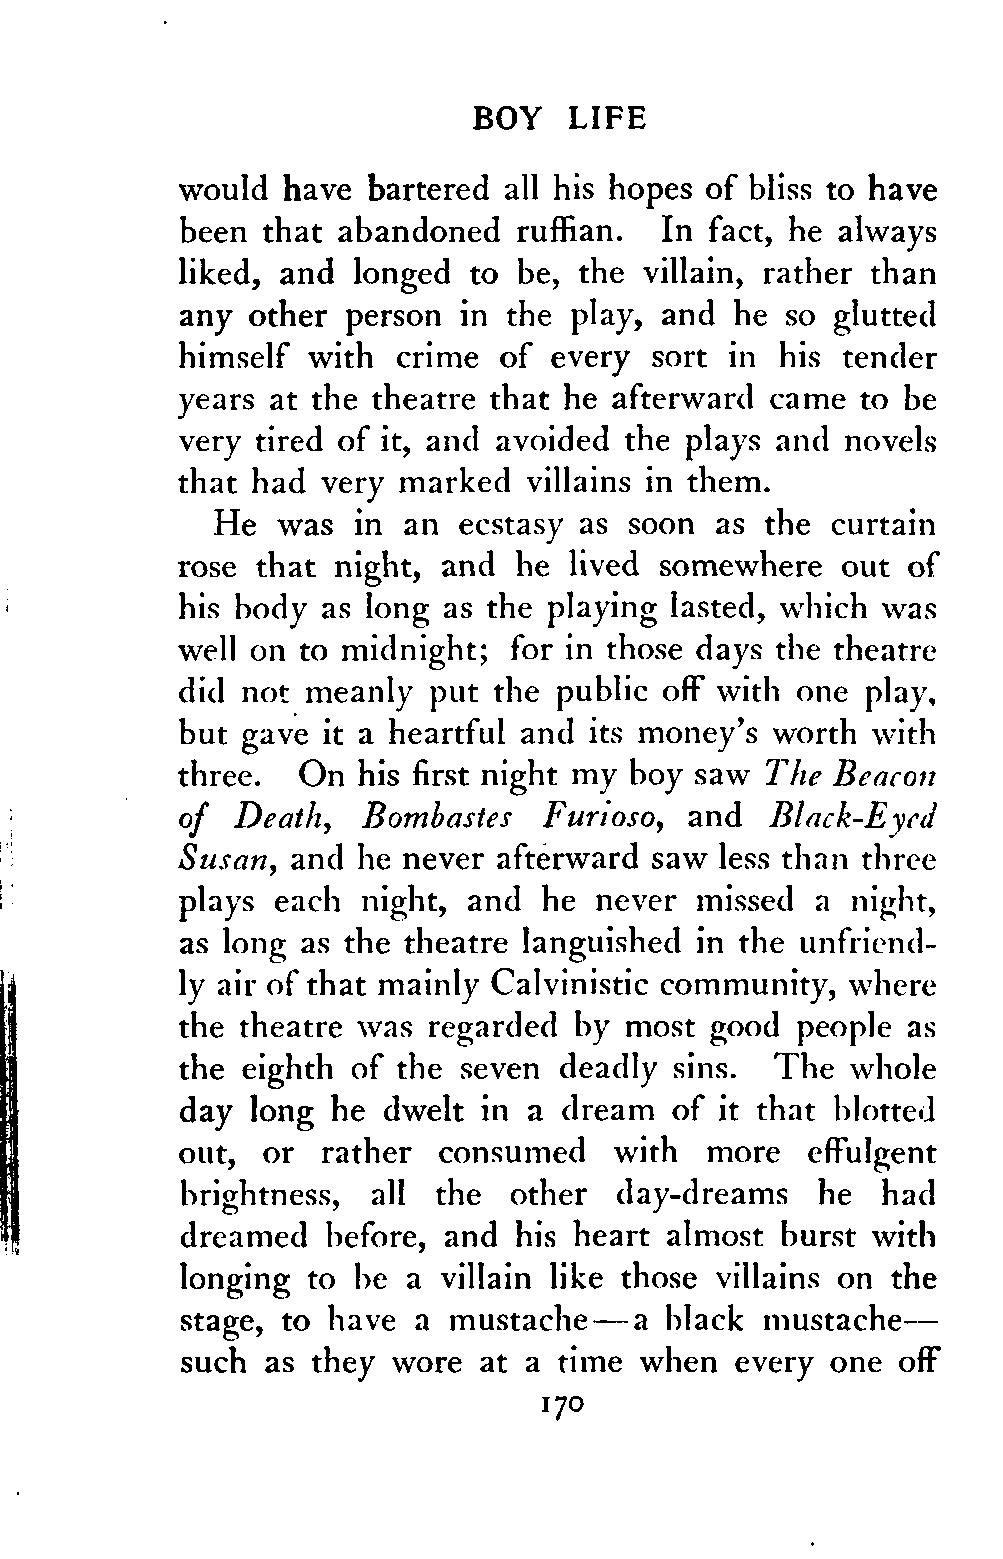 BOY LIFE
would have bartered all his hopes of bliss to have
been that abandoned ruffian. In fact, he always
liked, and longed to be, the villain, rather than
any other person in the play, and he so glutted
himself with crime of every sort in his tender
years at the theatre that he afterward came to be
very tired of it, and avoided the plays and novels
that had very marked villains in them.
He was in an ecstasy as soon as the curtain
rose that night, and he lived somewhere out of
his body as long as the playing lasted, which was
well on to midnight; for in those days the theatre
did not meanly put the public off with one play,
but gave it a heartful and its money's worth with
three. On his first night my boy saw The Beacon
of Death, Bombastes Furioso, and Black-Eyed
Susan, and he never afterward saw less than three
plays each night, and he never missed a night,
as long as the theatre languished in the unfriend-
ly air of that mainly Calvinistic community, where
the theatre was regarded by most good people as
the eighth of the seven deadly sins. The whole
day long he dwelt in a dream of it that blotted
out, or rather consumed with more effulgent
brightness, all the other day-dreams he had
dreamed before, and his heart almost burst with
longing to be a villain like those villains on the
stage, to have a mustache—a black mustache—
such as they wore at a time when every one off
170